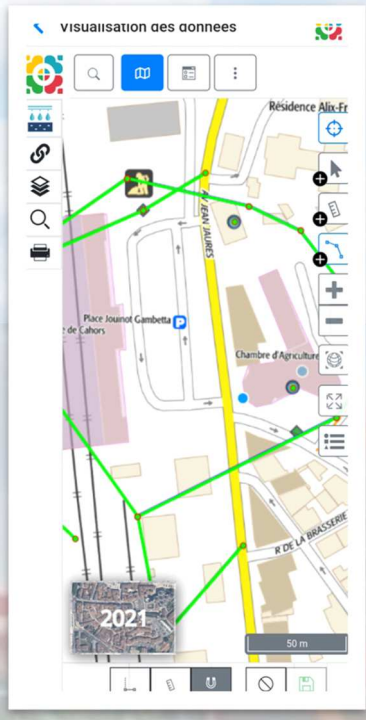 Visualisation des données
Résidence Alix-Fr
AV JEAN JAURES
Place Jouinot Gambetta P
e de Cahors
Chambre d'Agriculture
R DE LA BRASSERIE
2021
50 m